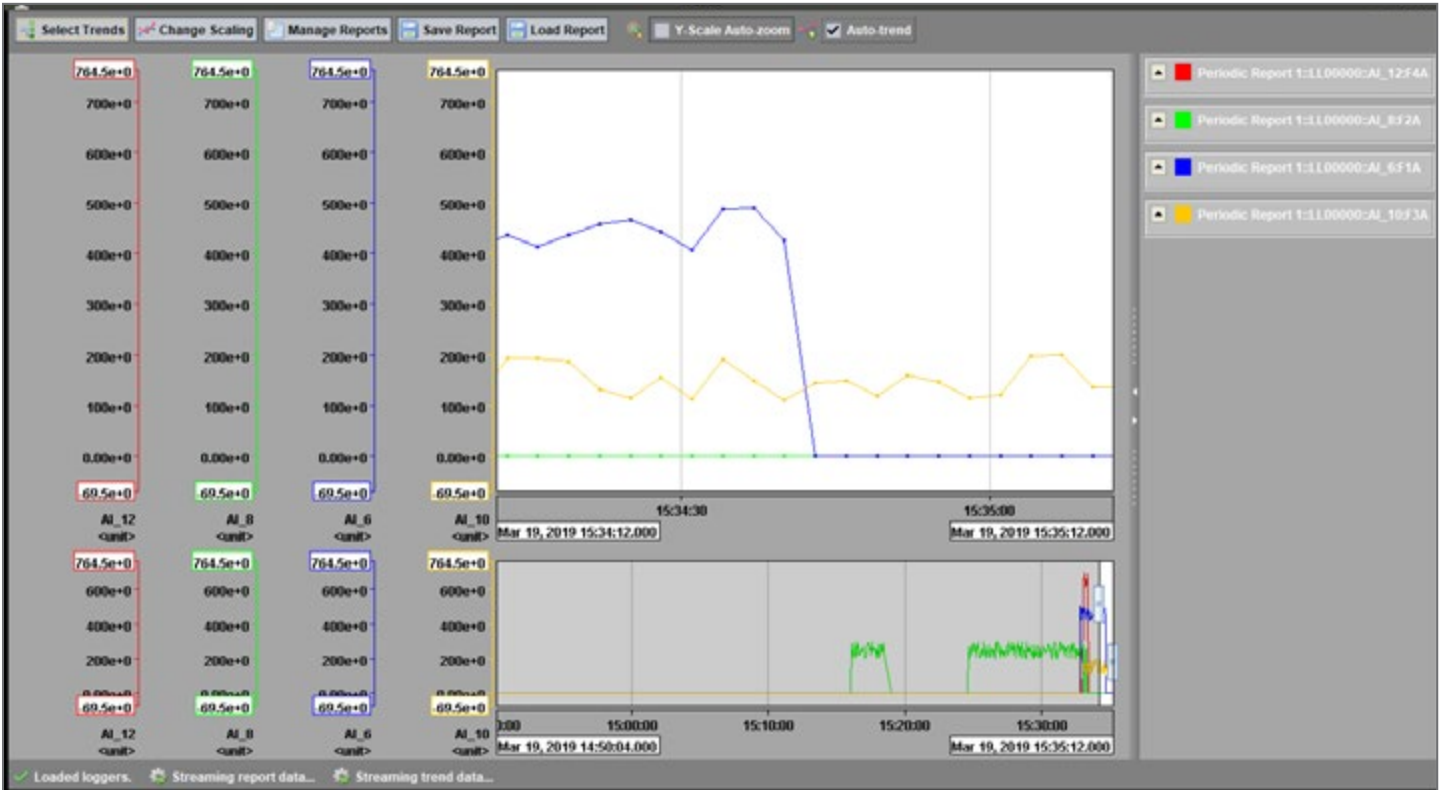 Select Trends Change Scaling Manage Reports Save Report Load Report Y-Scale Auto-zoom Auto-trend
764.5e+0 764.5e+0 764.5e+0 764.5e+0
700e+0 700e+0 700e+0 700e+0
600e+0 600e+0 600e+0 600e+0
500e+0 500e+0 500e+0 500e+0
400e+0 400e+0 400e+0 400e+0
300e+0 300e+0 300e+0 300e+0
200e+0 200e+0 200e+0 200e+0
100e+0 100e+0 100e+0 100e+0
0.00e+0 0.00e+0 0.00e+0 0.00e+0
-69.5e+0 -69.5e+0 -69.5e+0 -69.5e+0
AI_12 AI_8 AI_6 AI_10
<unit> <unit> <unit> <unit>
15:34:30 15:35:00
Mar 19, 2019 15:34:12.000 Mar 19, 2019 15:35:12.000
Periodic Report 1::LL00000::AI_12:F4A
Periodic Report 1::LL00000::AI_8:F2A
Periodic Report 1::LL00000::AI_6:F1A
Periodic Report 1::LL00000::AI_10:F3A
764.5e+0 764.5e+0 764.5e+0 764.5e+0
600e+0 600e+0 600e+0 600e+0
400e+0 400e+0 400e+0 400e+0
200e+0 200e+0 200e+0 200e+0
-69.5e+0 -69.5e+0 -69.5e+0 -69.5e+0
AI_12 AI_8 AI_6 AI_10
<unit> <unit> <unit> <unit>
15:00:00 15:10:00 15:20:00 15:30:00
Mar 19, 2019 14:50:04.000 Mar 19, 2019 15:35:12.000
Loaded loggers. Streaming report data... Streaming trend data...